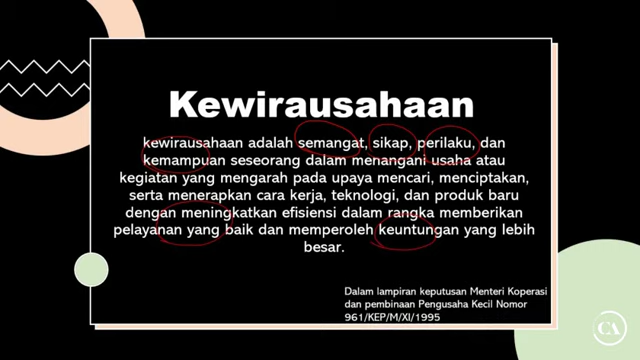 Kewirausahaan
kewirausahaan adalah semangat, sikap, perilaku, dan
kemampuan seseorang dalam menangani usaha atau
kegiatan yang mengarah pada upaya mencari, menciptakan,
serta menerapkan cara kerja, teknologi, dan produk baru
dengan meningkatkan efisiensi dalam rangka memberikan
pelayanan yang baik dan memperoleh keuntungan yang lebih
besar.
Dalam lampiran keputusan Menteri Koperasi
dan pembinaan Pengusaha Kecil Nomor
961/KEP/M/XI/1995
CA